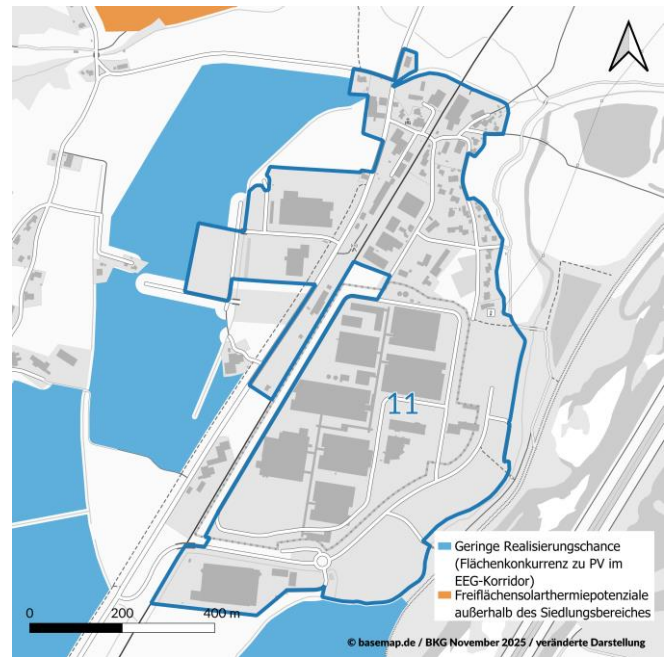 11
Geringe Realisierungschance
(Flächenkonkurrenz zu PV im
EEG-Korridor)
Freiflächensolarthermiepotenziale
außerhalb des Siedlungsbereiches
0 200 400 m
© basemap.de / BKG November 2025 / veränderte Darstellung